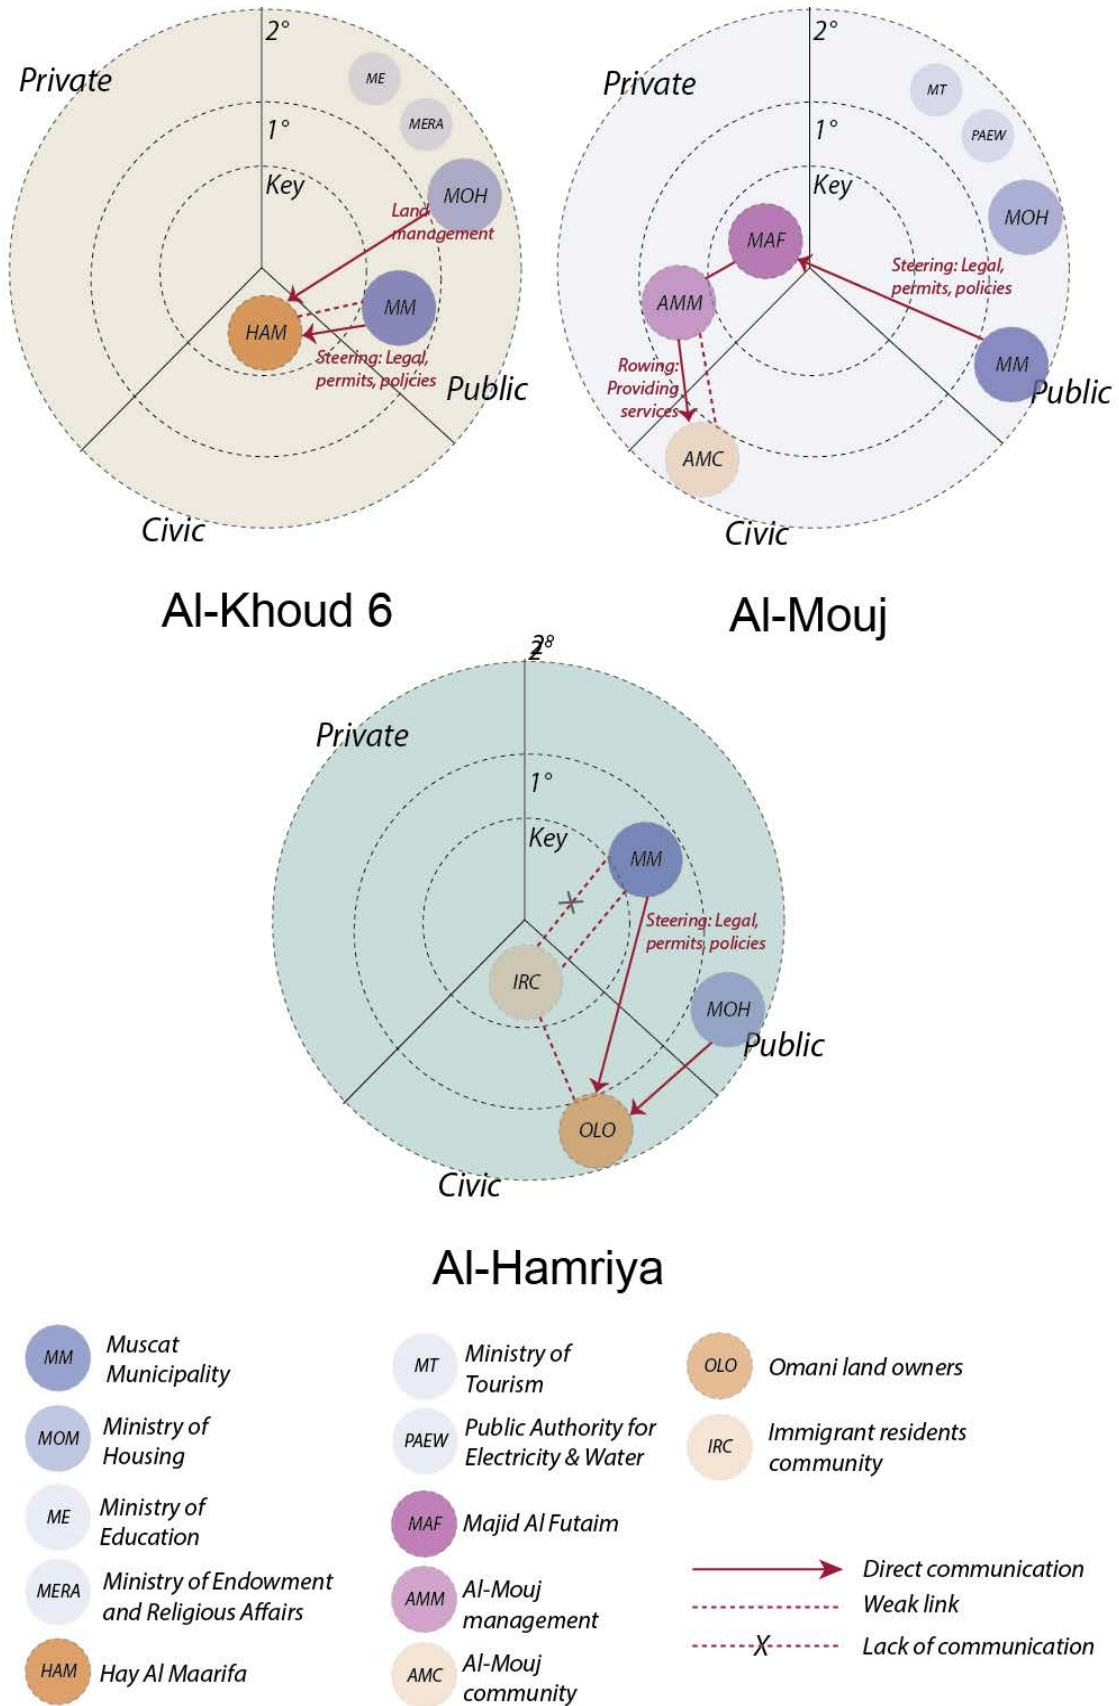 2°
Private
ME
MERA
1°
Key
MOH
Land
management
MM
HAM
Steering: Legal,
permits, policies
Public
Civic
Al-Khoud 6
2°
Private
MT
PAEW
1°
Key
MOH
MAF
Steering: Legal,
permits, policies
AMM
MM
Rowing:
Providing
services
Public
AMC
Civic
Al-Mouj
Private
1°
Key
MM
Steering: Legal,
permits, policies
IRC
MOH
Public
OLO
Civic
Al-Hamriya
MM
Muscat
Municipality
MOM
Ministry of
Housing
ME
Ministry of
Education
MERA
Ministry of Endowment
and Religious Affairs
HAM
Hay Al Maarifa
MT
Ministry of
Tourism
PAEW
Public Authority for
Electricity & Water
MAF
Majid Al Futaim
AMM
Al-Mouj
management
AMC
Al-Mouj
community
OLO
Omani land owners
IRC
Immigrant residents
community
Direct communication
Weak link
X
Lack of communication